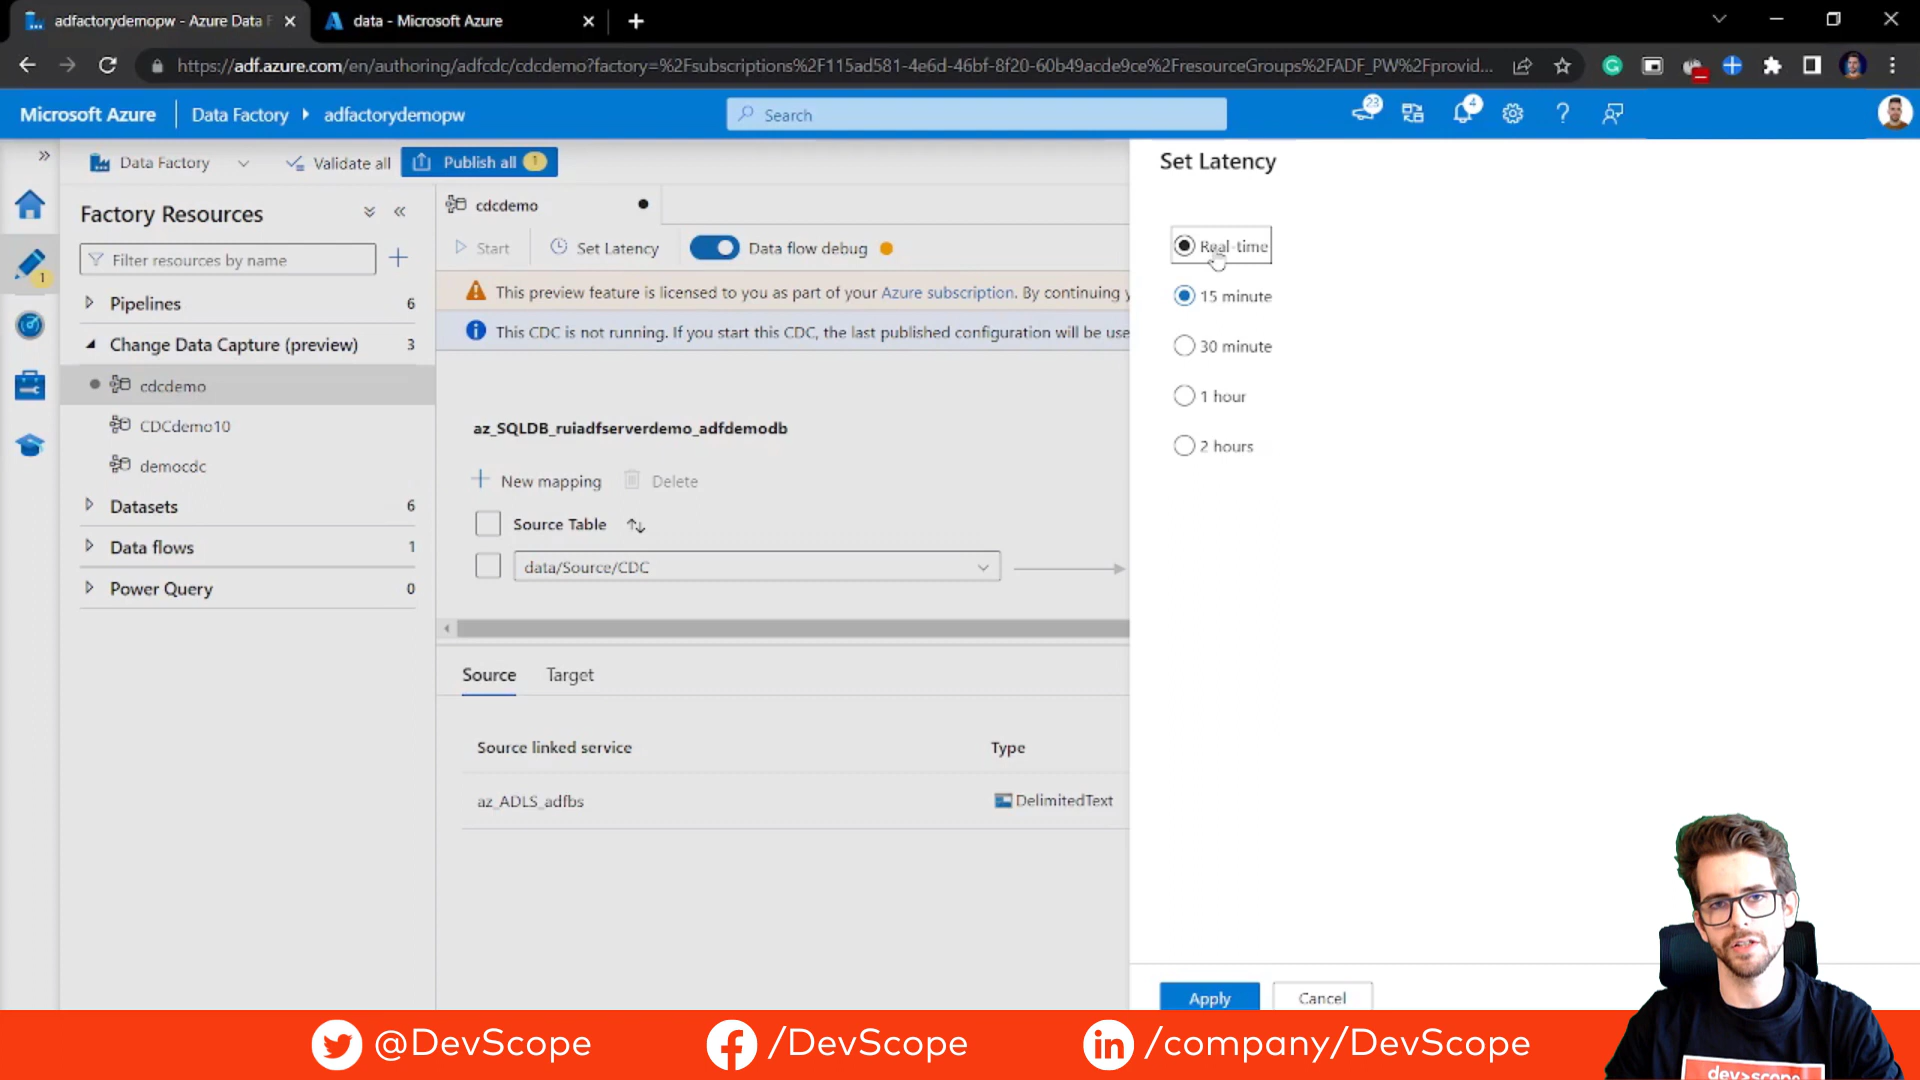 adfactorydemopw - Azure Data F
data - Microsoft Azure
https://adf.azure.com/en/authoring/adfcdc/cdcdemo?factory=%2Fsubscriptions%2F115ad581-4e6d-46bf-8f20-60b49acde9ce%2FresourceGroups%2FADF_PW%2Fprovid...
Microsoft Azure
Data Factory
adfactorydemopw
Search
23
4
Data Factory
Validate all
Publish all
1
Set Latency
Factory Resources
cdcdemo
Filter resources by name
Start
Set Latency
Data flow debug
Real-time
1
Pipelines
6
This preview feature is licensed to you as part of your Azure subscription. By continuing y
15 minute
Change Data Capture (preview)
3
This CDC is not running. If you start this CDC, the last published configuration will be use
30 minute
cdcdemo
1 hour
CDCdemo10
az_SQLDB_ruiadfserverdemo_adfdemodb
2 hours
democdc
New mapping
Delete
Datasets
6
Source Table
Data flows
1
data/Source/CDC
Power Query
0
Source
Target
Source linked service
Type
az_ADLS_adfbs
DelimitedText
Apply
Cancel
@DevScope
/DevScope
/company/DevScope
dev>scope